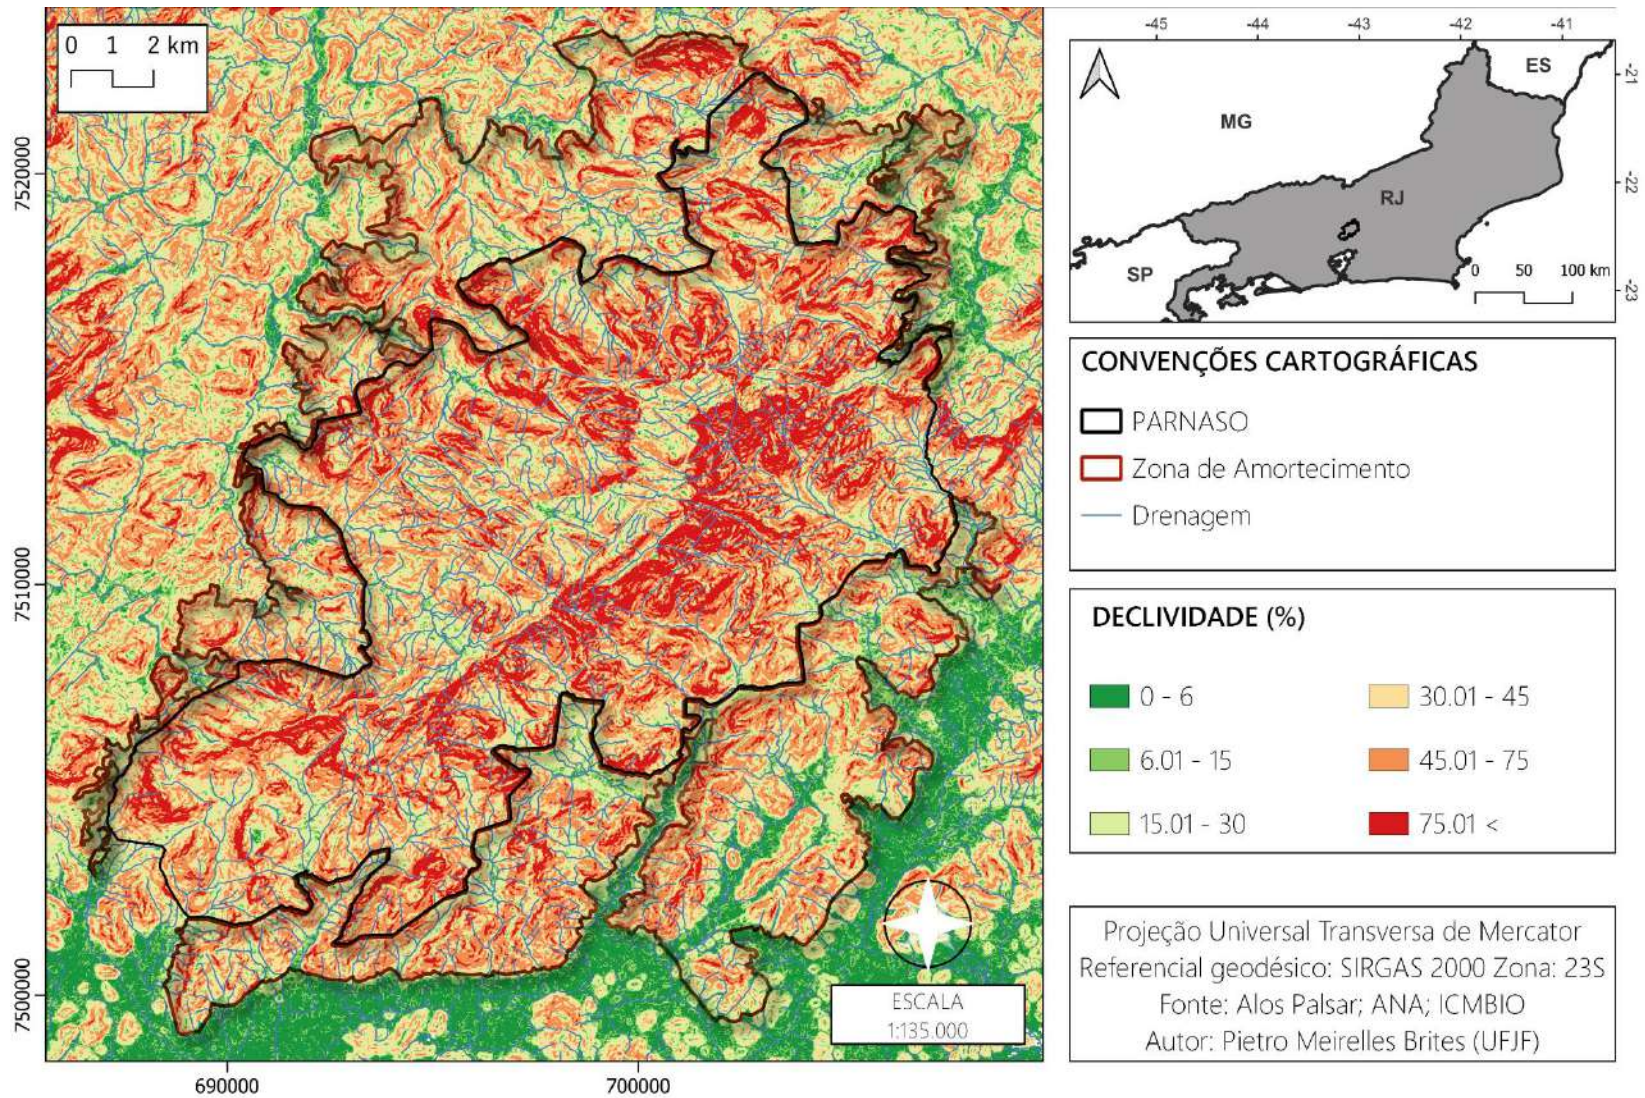 0 1 2 km
7520000
7510000
7500000
690000
700000
ESCALA
1:135.000
-45 -44 -43 -42 -41
-21
-22
-23
ES
MG
RJ
SP
0 50 100 km
CONVENÇÕES CARTOGRÁFICAS
PARNASO
Zona de Amortecimento
Drenagem
DECLIVIDADE (%)
0 - 6
30.01 - 45
6.01 - 15
45.01 - 75
15.01 - 30
75.01 <
Projeção Universal Transversa de Mercator
Referencial geodésico: SIRGAS 2000 Zona: 23S
Fonte: Alos Palsar; ANA; ICMBIO
Autor: Pietro Meirelles Brites (UFJF)